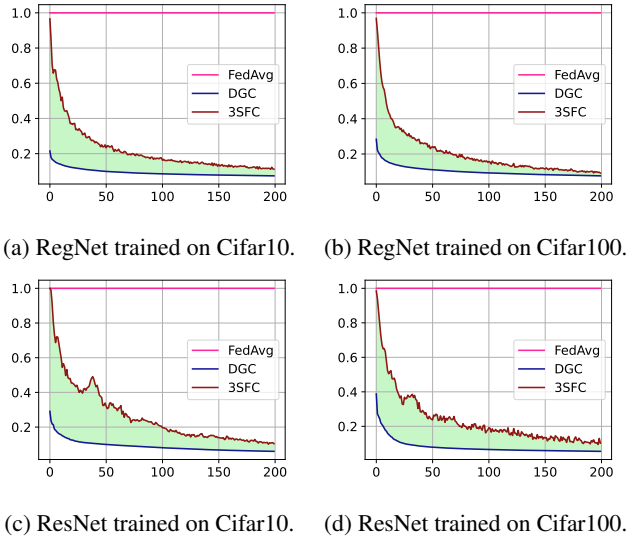 1.0
0.8
0.6
0.4
0.2
0 50 100 150 200
FedAvg
DGC
3SFC
(a) RegNet trained on Cifar10.
1.0
0.8
0.6
0.4
0.2
0 50 100 150 200
FedAvg
DGC
3SFC
(b) RegNet trained on Cifar100.
1.0
0.8
0.6
0.4
0.2
0 50 100 150 200
FedAvg
DGC
3SFC
(c) ResNet trained on Cifar10.
1.0
0.8
0.6
0.4
0.2
0 50 100 150 200
FedAvg
DGC
3SFC
(d) ResNet trained on Cifar100.